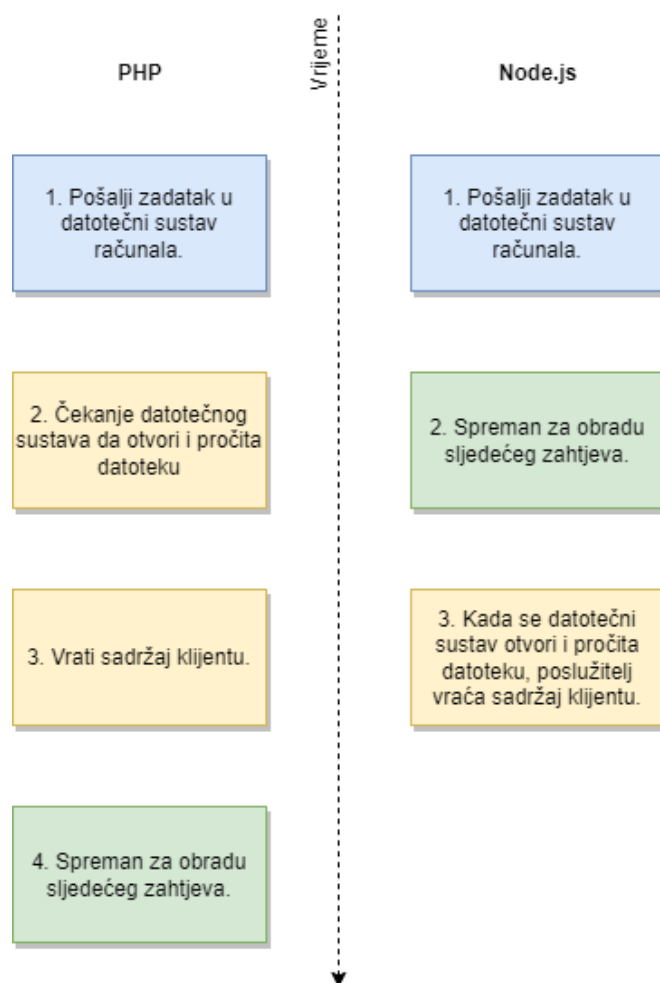 PHP
Vrijeme
Node.js
1. Pošalji zadatak u
datotečni sustav
računala.
1. Pošalji zadatak u
datotečni sustav
računala.
2. Čekanje datotečnog
sustava da otvori i pročita
datoteku
2. Spreman za obradu
sljedećeg zahtjeva.
3. Vrati sadržaj klijentu.
3. Kada se datotečni
sustav otvori i pročita
datoteku, poslužitelj
vraća sadržaj klijentu.
4. Spreman za obradu
sljedećeg zahtjeva.